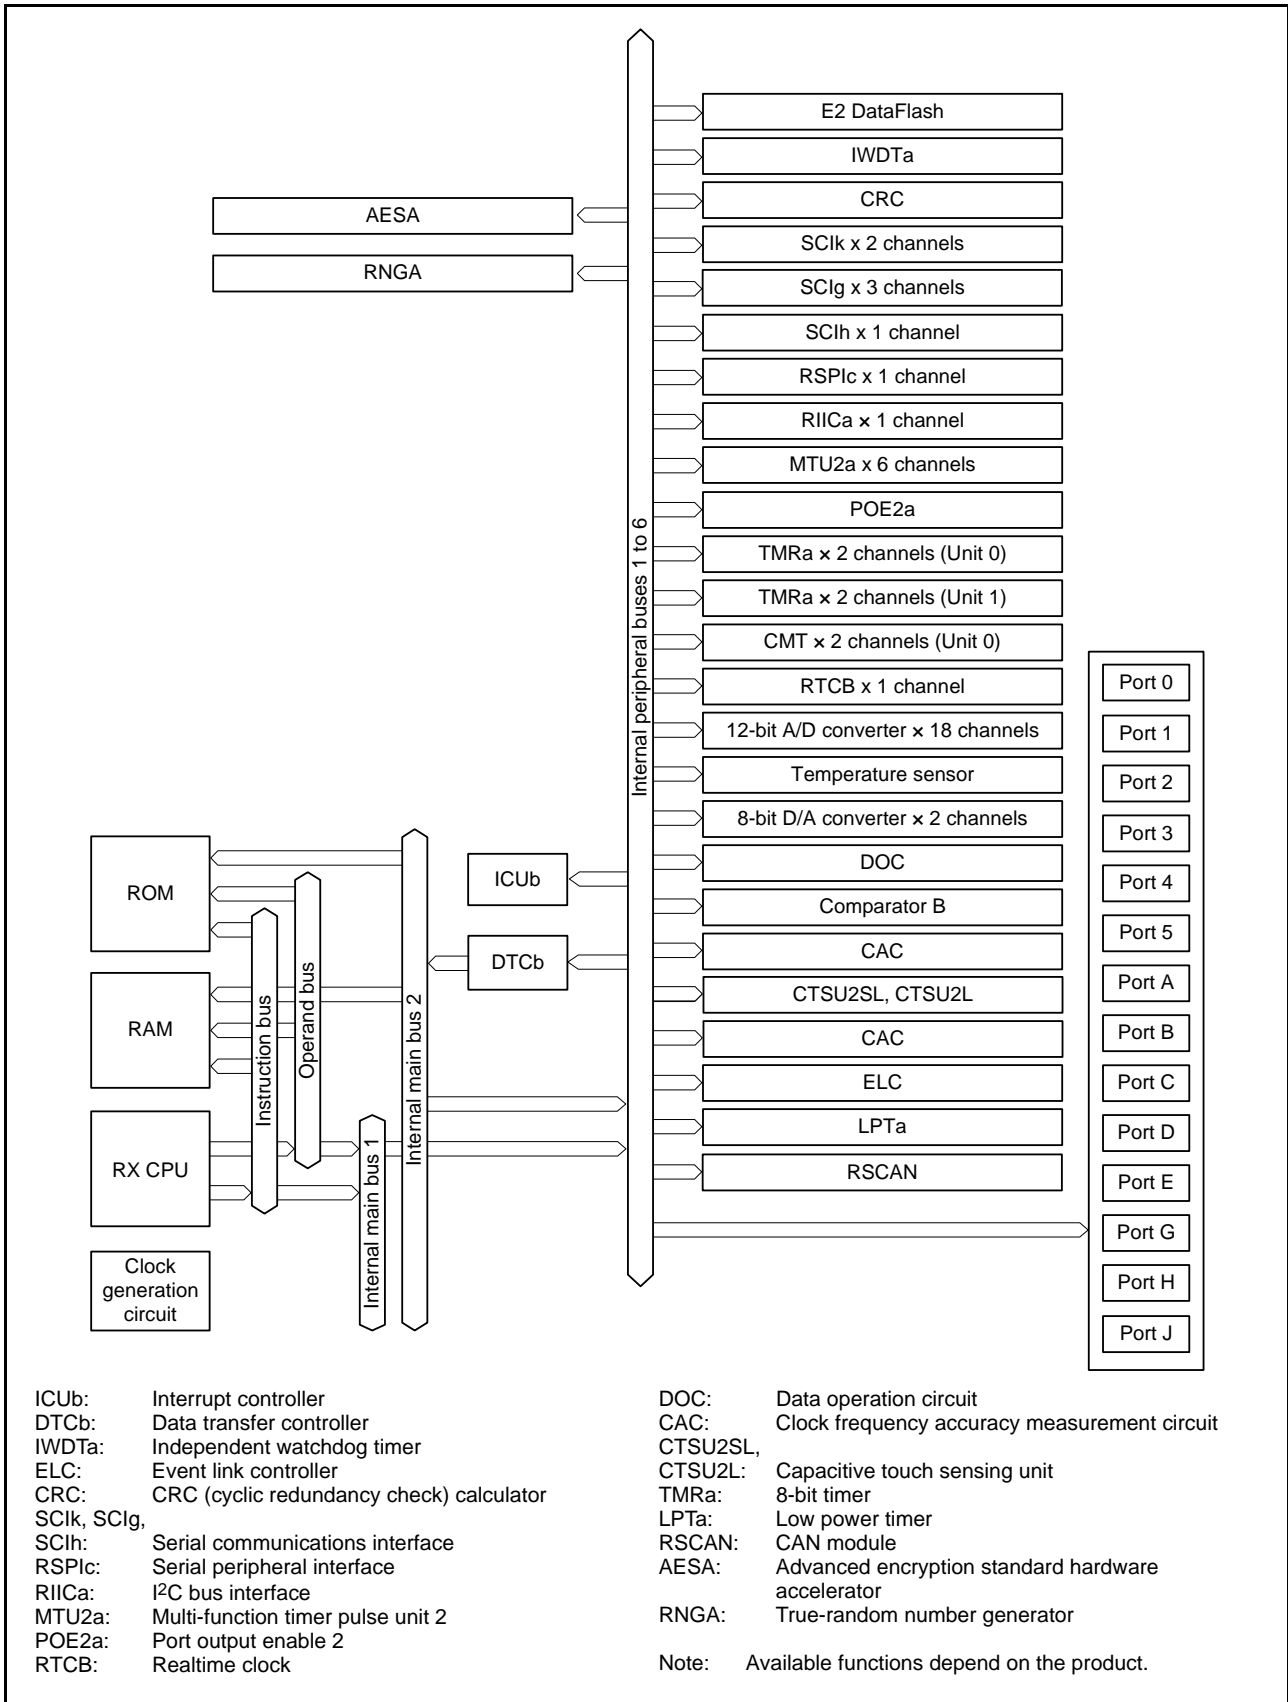 E2 DataFlash
IWDTa
CRC
AESA
SCIk x 2 channels
RNGA
SCIg x 3 channels
SCIh x 1 channel
RSPIc x 1 channel
RIICa × 1 channel
MTU2a x 6 channels
POE2a
TMRa × 2 channels (Unit 0)
TMRa × 2 channels (Unit 1)
CMT × 2 channels (Unit 0)
RTCB x 1 channel
12-bit A/D converter × 18 channels
Temperature sensor
8-bit D/A converter × 2 channels
DOC
Comparator B
CAC
CTSU2SL, CTSU2L
CAC
ELC
LPTa
RSCAN
Internal peripheral buses 1 to 6
Port 0
Port 1
Port 2
Port 3
Port 4
Port 5
Port A
Port B
Port C
Port D
Port E
Port G
Port H
Port J
ROM
RAM
RX CPU
Clock
generation
circuit
Instruction bus
Operand bus
Internal main bus 1
Internal main bus 2
ICUb
DTCb
ICUb: Interrupt controller
DTCb: Data transfer controller
IWDTa: Independent watchdog timer
ELC: Event link controller
CRC: CRC (cyclic redundancy check) calculator
SCIk, SCIg,
SCIh: Serial communications interface
RSPIc: Serial peripheral interface
RIICa: I2C bus interface
MTU2a: Multi-function timer pulse unit 2
POE2a: Port output enable 2
RTCB: Realtime clock
DOC: Data operation circuit
CAC: Clock frequency accuracy measurement circuit
CTSU2SL,
CTSU2L: Capacitive touch sensing unit
TMRa: 8-bit timer
LPTa: Low power timer
RSCAN: CAN module
AESA: Advanced encryption standard hardware
accelerator
RNGA: True-random number generator
Note: Available functions depend on the product.